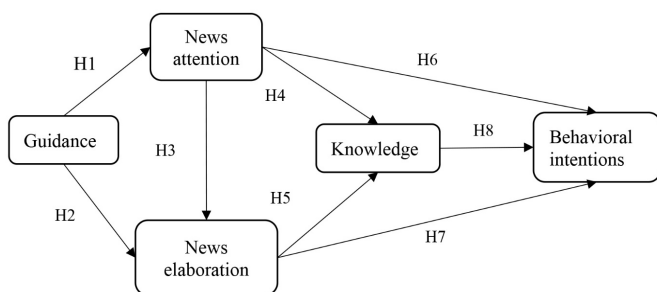 News
attention
H1
H6
H4
Guidance
H3
Knowledge
H8
Behavioral
intentions
H2
H5
News
elaboration
H7